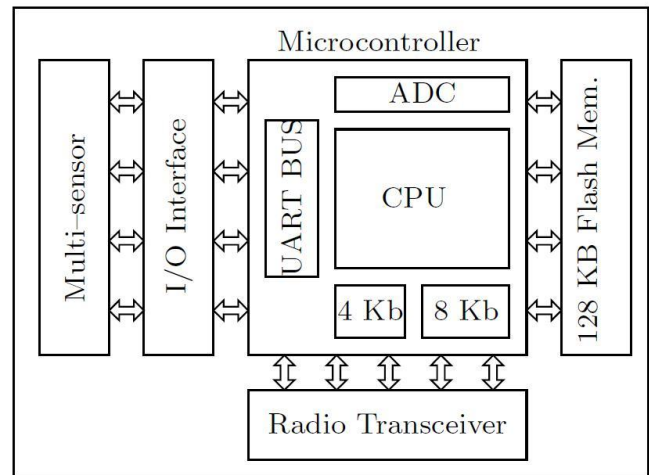 Microcontroller
Multi–sensor
I/O Interface
UART BUS
ADC
CPU
4 Kb
8 Kb
128 KB Flash Mem.
Radio Transceiver